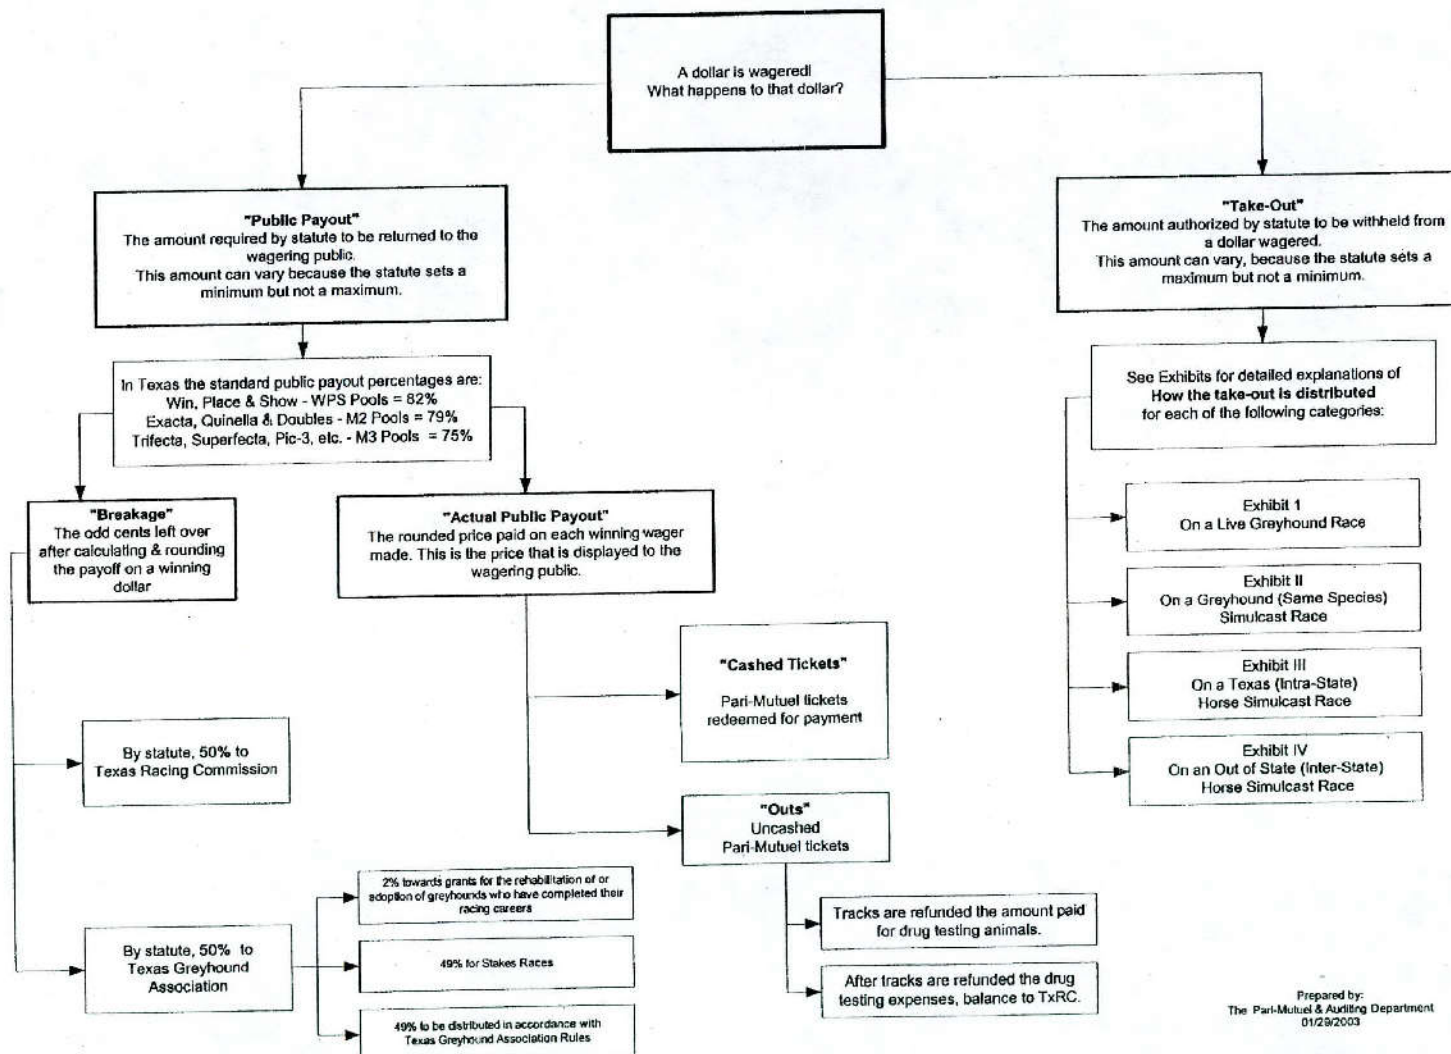 A dollar is wagered!
What happens to that dollar?
"Public Payout"
The amount required by statute to be returned to the
wagering public.
This amount can vary because the statute sets a
minimum but not a maximum.
"Take-Out"
The amount authorized by statute to be withheld from
a dollar wagered.
This amount can vary, because the statute sets a
maximum but not a minimum.
In Texas the standard public payout percentages are:
Win, Place & Show - WPS Pools = 82%
Exacta, Quinella & Doubles - M2 Pools = 79%
Trifecta, Superfecta, Pic-3, etc. - M3 Pools = 75%
See Exhibits for detailed explanations of
How the take-out is distributed
for each of the following categories:
"Breakage"
The odd cents left over
after calculating & rounding
the payoff on a winning
dollar
"Actual Public Payout"
The rounded price paid on each winning wager
made. This is the price that is displayed to the
wagering public.
Exhibit 1
On a Live Greyhound Race
Exhibit II
On a Greyhound (Same Species)
Simulcast Race
Exhibit III
On a Texas (Intra-State)
Horse Simulcast Race
Exhibit IV
On an Out of State (Inter-State)
Horse Simulcast Race
"Cashed Tickets"
Pari-Mutuel tickets
redeemed for payment
By statute, 50% to
Texas Racing Commission
"Outs"
Uncashed
Pari-Mutuel tickets
By statute, 50% to
Texas Greyhound
Association
2% towards grants for the rehabilitation of or
adoption of greyhounds who have completed their
racing careers
49% for Stakes Races
49% to be distributed in accordance with
Texas Greyhound Association Rules
Tracks are refunded the amount paid
for drug testing animals.
After tracks are refunded the drug
testing expenses, balance to TxRC.
Prepared by:
The Pari-Mutuel & Auditing Department
01/29/2003